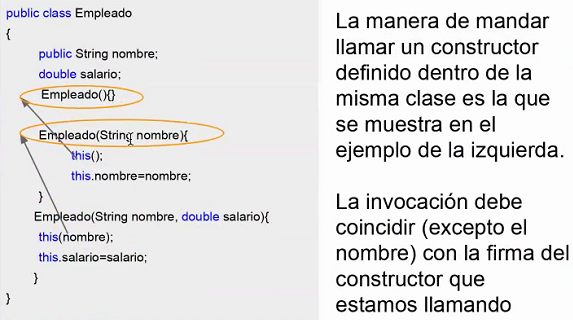 public class Empleado
{
public String nombre;
double salario;
Empleado(){}
Empleado(String nombre){
this();
this.nombre=nombre;
}
Empleado(String nombre, double salario){
this(nombre);
this.salario=salario;
}
}
La manera de mandar
llamar un constructor
definido dentro de la
misma clase es la que
se muestra en el
ejemplo de la izquierda.
La invocación debe
coincidir (excepto el
nombre) con la firma del
constructor que
estamos llamando